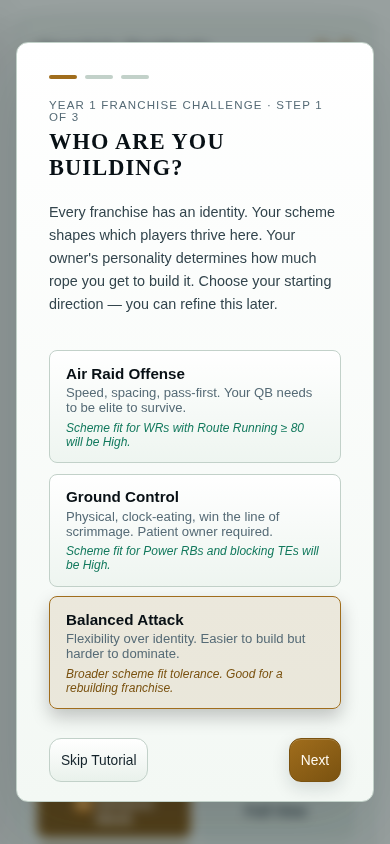 YEAR 1 FRANCHISE CHALLENGE · STEP 1
OF 3
WHO ARE YOU
BUILDING?
Every franchise has an identity. Your scheme
shapes which players thrive here. Your
owner's personality determines how much
rope you get to build it. Choose your starting
direction — you can refine this later.
Air Raid Offense
Speed, spacing, pass-first. Your QB needs
to be elite to survive.
Scheme fit for WRs with Route Running ≥ 80
will be High.
Ground Control
Physical, clock-eating, win the line of
scrimmage. Patient owner required.
Scheme fit for Power RBs and blocking TEs will
be High.
Balanced Attack
Flexibility over identity. Easier to build but
harder to dominate.
Broader scheme fit tolerance. Good for a
rebuilding franchise.
Skip Tutorial
Next